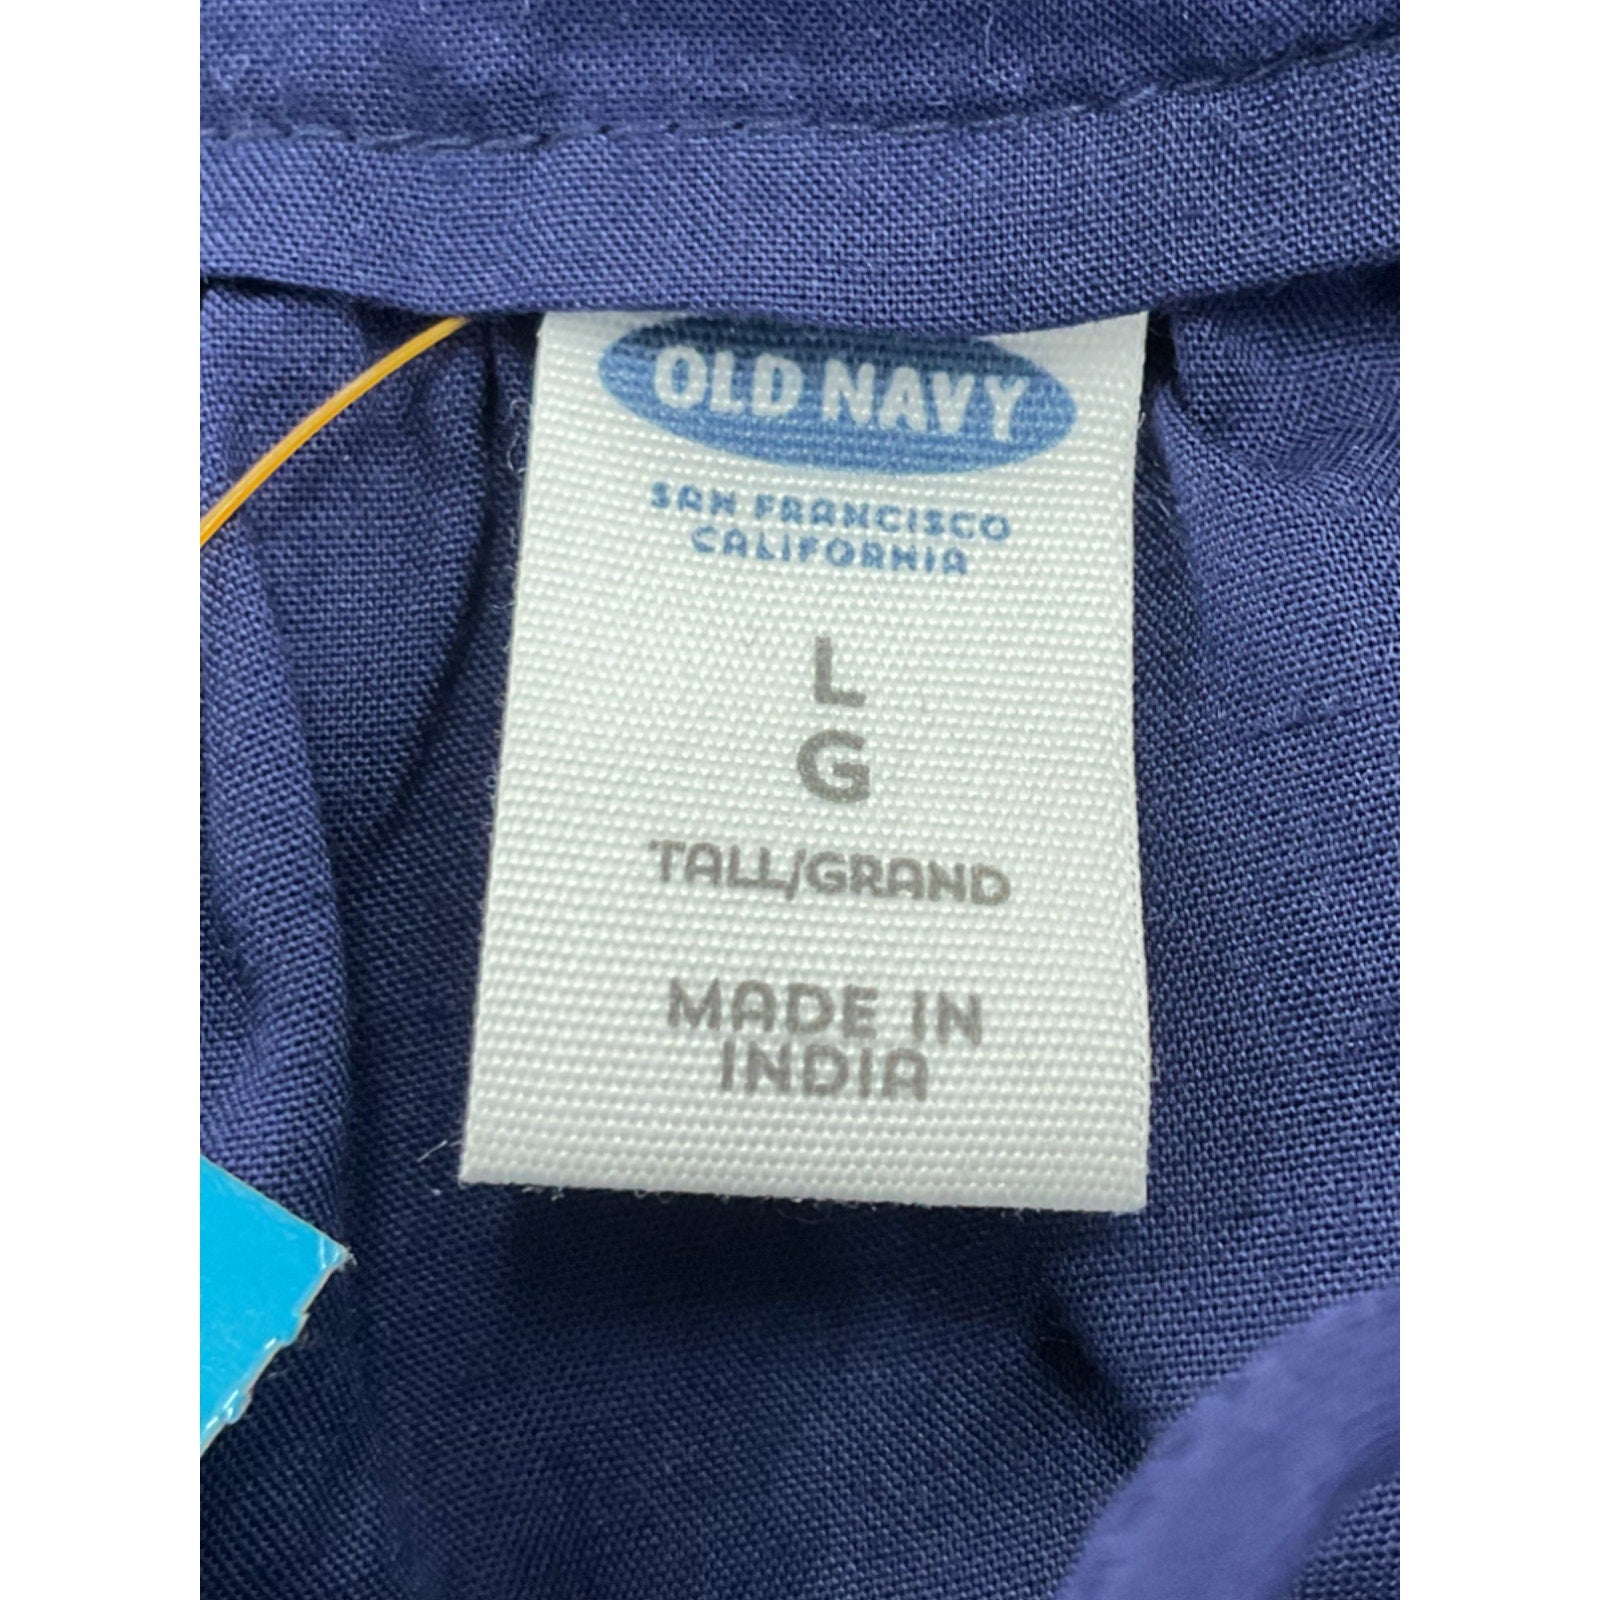 OLD NAVY
SAN FRANCISCO
CALIFORNIA
L
G
TALL/GRAND
MADE IN
INDIA